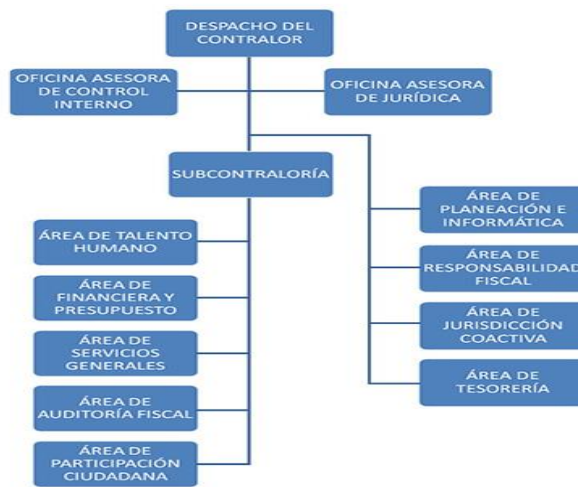 DESPACHO DEL
CONTRALOR
OFICINA ASESORA
DE CONTROL
INTERNO
OFICINA ASESORA
DE JURÍDICA
SUBCONTRALORÍA
ÁREA DE TALENTO
HUMANO
ÁREA DE
FINANCIERA Y
PRESUPUESTO
ÁREA DE
SERVICIOS
GENERALES
ÁREA DE
AUDITORÍA FISCAL
ÁREA DE
PARTICIPACIÓN
CIUDADANA
ÁREA DE
PLANEACIÓN E
INFORMÁTICA
ÁREA DE
RESPONSABILIDAD
FISCAL
ÁREA DE
JURISDICCIÓN
COACTIVA
ÁREA DE
TESORERÍA